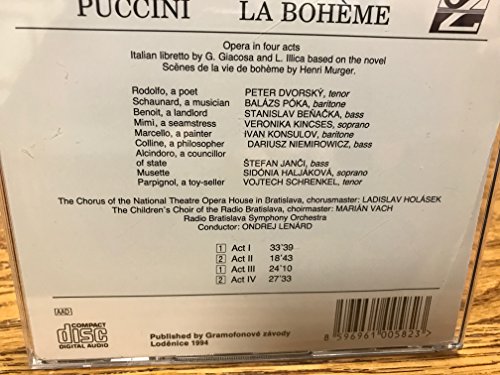 PUCCINI LA BOHÈME
Opera in four acts
Italian libretto by G. Giacosa and L. Illica based on the novel
Scènes de la vie de bohème by Henri Murger.
Rodolfo, a poet PETER DVORSKÝ, tenor
Schaunard, a musician BALÁZS PÓKA, baritone
Benoit, a landlord STANISLAV BEŇAČKA, bass
Mimì, a seamstress VERONIKA KINCSES, soprano
Marcello, a painter IVAN KONSULOV, baritone
Colline, a philosopher DARIUSZ NIEMIROWICZ, bass
Alcindoro, a councillor
of state ŠTEFAN JANČI, bass
Musette SIDÓNIA HALJÁKOVÁ, soprano
Parpignol, a toy-seller VOJTECH SCHRENKEL, tenor
The Chorus of the National Theatre Opera House in Bratislava, chorusmaster: LADISLAV HOLÁSEK
The Children's Choir of the Radio Bratislava, choirmaster: MARIÁN VACH
Radio Bratislava Symphony Orchestra
Conductor: ONDREJ LENÁRD
1 Act I 33'39
2 Act II 18'43
1 Act III 24'10
2 Act IV 27'33
AAD
COMPACT
disc
DIGITAL AUDIO
Published by Gramofonové závody
Loděnice 1994
8 596961 005823